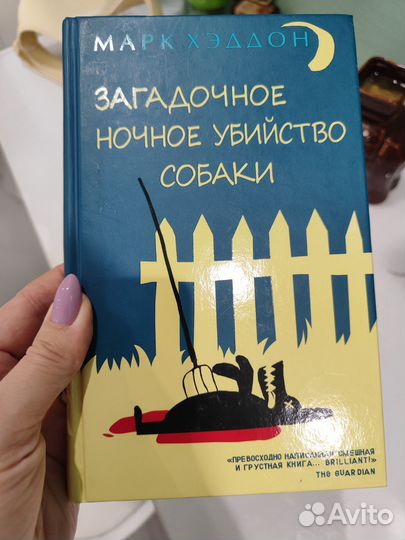 МАРК ХЭДДОН
ЗАГАДОЧНОЕ
НОЧНОЕ УБИЙСТВО
СОБАКИ
«ПРЕВОСХОДНО НАПИСАННАЯ СМЕШНАЯ
И ГРУСТНАЯ КНИГА... BRILLIANT!»
THE GUARDIAN
Avito